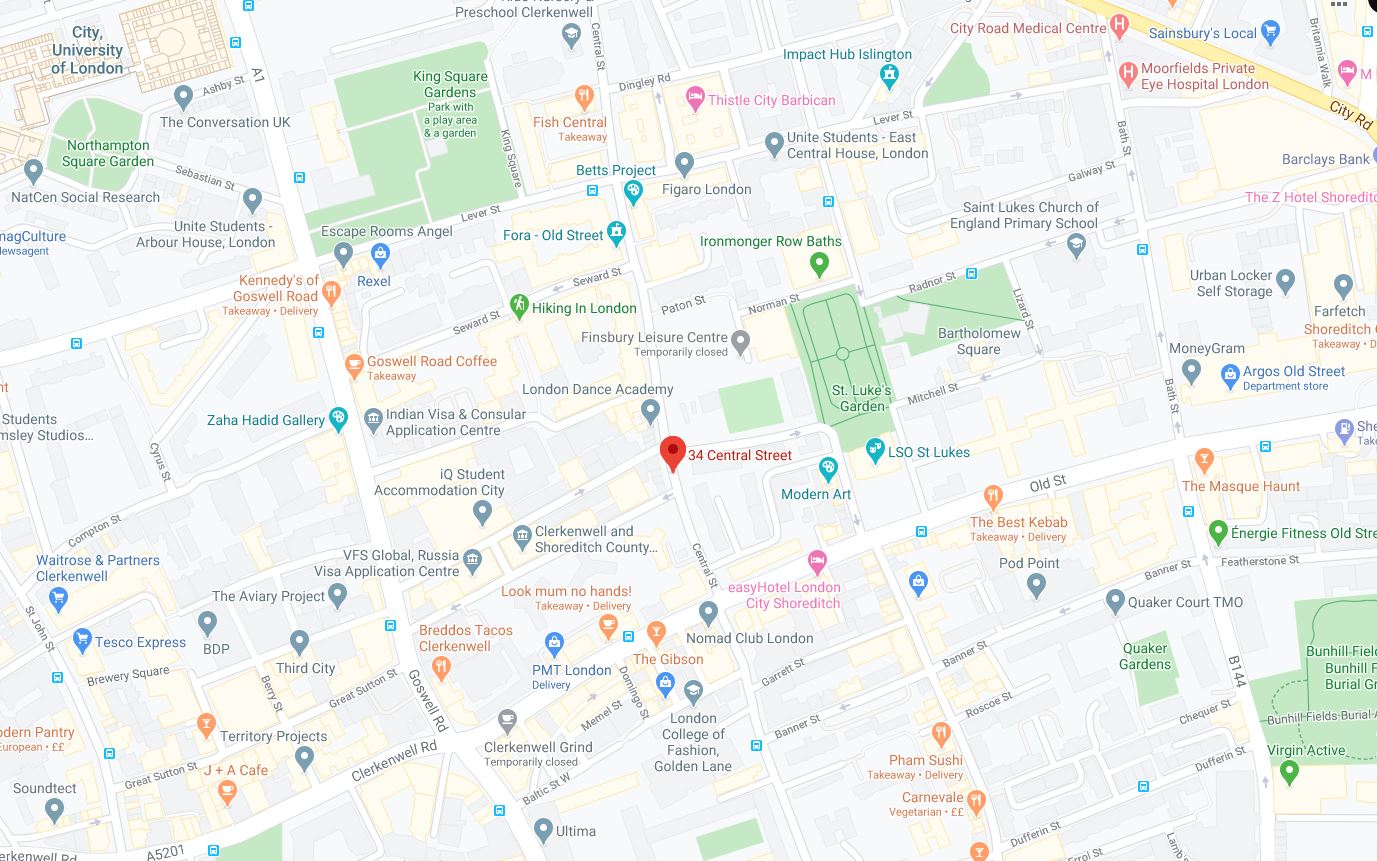 Preschool Clerkenwell
City,
University
of London
Central St
City Road Medical Centre
Sainsbury's Local
Britannia Walk
Impact Hub Islington
A1
Ashby St
King Square
Gardens
Park with
a play area
& a garden
Dingley Rd
Moorfields Private
Eye Hospital London
Thistle City Barbican
City Rd
The Conversation UK
Fish Central
Takeaway
Lever St
Bath St
Northampton
Square Garden
King Square
Unite Students - East
Central House, London
Barclays Bank
Sebastian St
Betts Project
Galway St
NatCen Social Research
Figaro London
The Z Hotel Shoreditc
Lever St
Saint Lukes Church of
England Primary School
Unite Students -
Arbour House, London
Escape Rooms Angel
Fora - Old Street
Ironmonger Row Baths
magCulture
lewsagent
Kennedy's of
Goswell Road
Takeaway • Delivery
Rexel
Seward St
Radnor St
Urban Locker
Self Storage
Farfetch
Hiking In London
Paton St
Norman St
Lizard St
Seward St
Finsbury Leisure Centre
Temporarily closed
Bartholomew
Square
Shoreditch
Takeaway • D
MoneyGram
Goswell Road Coffee
Takeaway
Argos Old Street
Department store
London Dance Academy
St. Luke's
Garden
Mitchell St
Bath St
Students
msley Studios...
Zaha Hadid Gallery
Indian Visa & Consular
Application Centre
She
Cyrus St
34 Central Street
LSO St Lukes
iQ Student
Accommodation City
Modern Art
Old St
The Masque Haunt
Compton St
Clerkenwell and
Shoreditch County...
The Best Kebab
Takeaway • Delivery
Énergie Fitness Old Stre
Waitrose & Partners
Clerkenwell
VFS Global, Russia
Visa Application Centre
Central St
Banner St
Featherstone St
Pod Point
The Aviary Project
Look mum no hands!
Takeaway • Delivery
easyHotel London
City Shoreditch
Quaker Court TMO
St John St
Tesco Express
BDP
Breddos Tacos
Clerkenwell
Nomad Club London
Third City
PMT London
Delivery
The Gibson
Banner St
Quaker
Gardens
Bunhill Field
Bunhill F
Burial Gr
Brewery Square
Berry St
Great Sutton St
Goswell Rd
Domingo St
Garrett St
B144
Roscoe St
Memel St
London
College of
Fashion,
Golden Lane
Banner St
Chequer St
Bunhill Fields Burial
odern Pantry
European • ££
Territory Projects
Clerkenwell Grind
Temporarily closed
Clerkenwell Rd
Pham Sushi
Takeaway • Delivery
Dufferin St
Virgin Active
Great Sutton St
J + A Cafe
Baltic St W
Soundtect
Carnevale
Vegetarian • ££
Ultima
Dufferin St
A5201
Clerkenwell Rd
Errol St
Lamb's